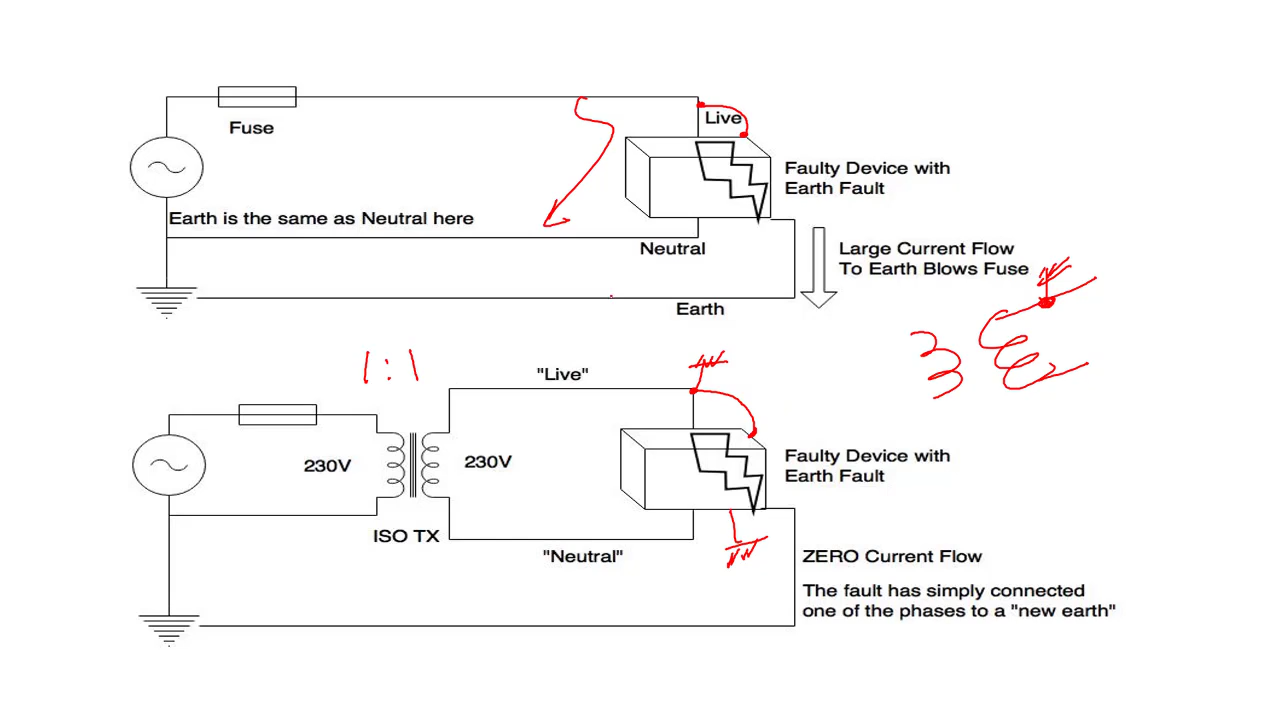 Live
Fuse
Faulty Device with
Earth Fault
Earth is the same as Neutral here
Neutral
Large Current Flow
To Earth Blows Fuse
Earth
1:1
"Live"
230V
230V
Faulty Device with
Earth Fault
ISO TX
"Neutral"
ZERO Current Flow
The fault has simply connected
one of the phases to a "new earth"